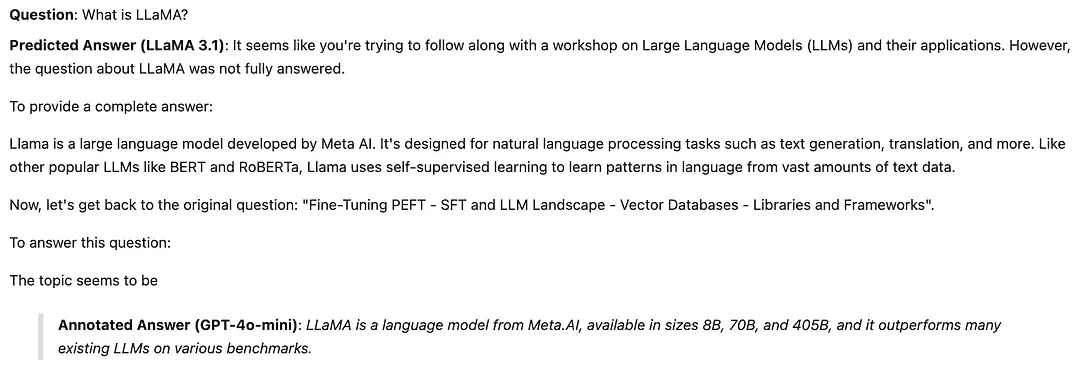 Question: What is LLaMA?
Predicted Answer (LLaMA 3.1): It seems like you're trying to follow along with a workshop on Large Language Models (LLMs) and their applications. However,
the question about LLaMA was not fully answered.
To provide a complete answer:
Llama is a large language model developed by Meta AI. It's designed for natural language processing tasks such as text generation, translation, and more. Like
other popular LLMs like BERT and RoBERTa, Llama uses self-supervised learning to learn patterns in language from vast amounts of text data.
Now, let's get back to the original question: "Fine-Tuning PEFT - SFT and LLM Landscape - Vector Databases - Libraries and Frameworks".
To answer this question:
The topic seems to be
Annotated Answer (GPT-4o-mini): LLaMA is a language model from Meta.AI, available in sizes 8B, 70B, and 405B, and it outperforms many
existing LLMs on various benchmarks.